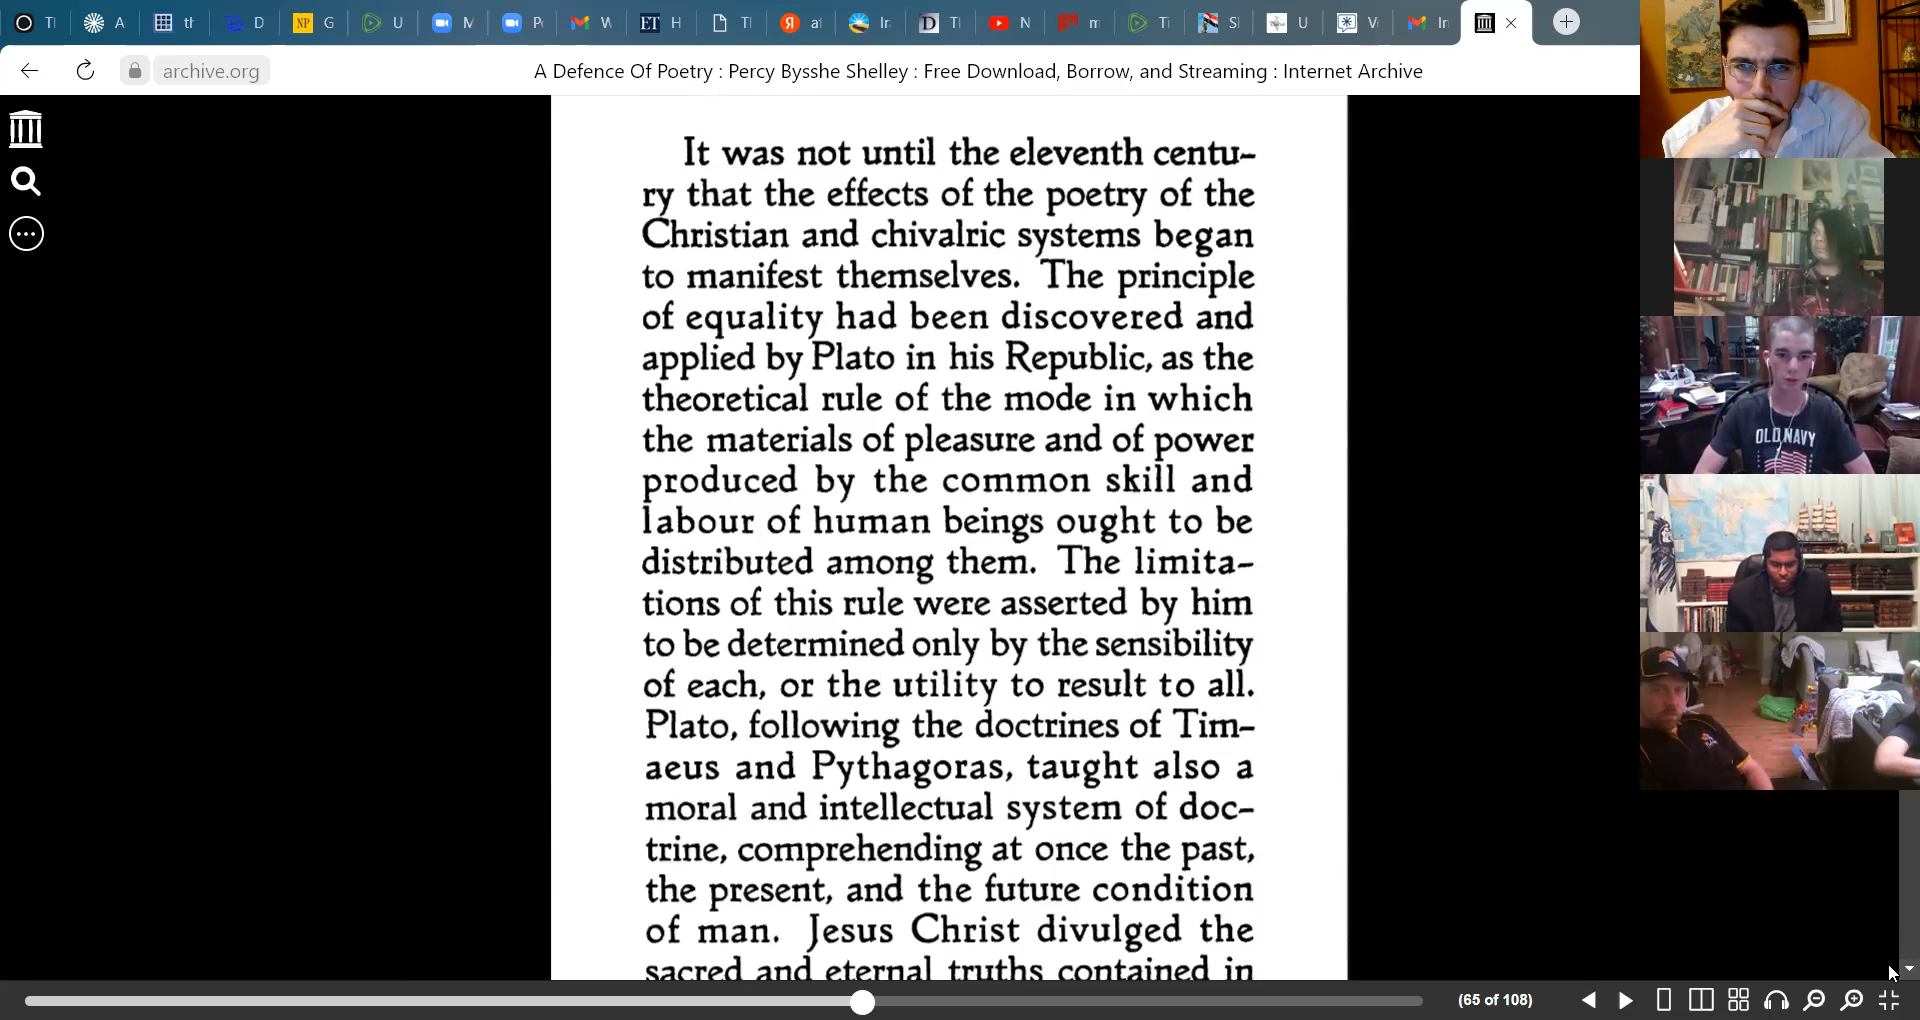 T
A
th
D
NP G
U
M
P
W
ET H
T
Я a
Ir
D Tl
N
m
Ti
Sl
U
V
In
archive.org
A Defence Of Poetry : Percy Bysshe Shelley : Free Download, Borrow, and Streaming : Internet Archive
It was not until the eleventh centu-
ry that the effects of the poetry of the
Christian and chivalric systems began
to manifest themselves. The principle
of equality had been discovered and
applied by Plato in his Republic, as the
theoretical rule of the mode in which
the materials of pleasure and of power
produced by the common skill and
labour of human beings ought to be
distributed among them. The limita-
tions of this rule were asserted by him
to be determined only by the sensibility
of each, or the utility to result to all.
Plato, following the doctrines of Tim-
aeus and Pythagoras, taught also a
moral and intellectual system of doc-
trine, comprehending at once the past,
the present, and the future condition
of man. Jesus Christ divulged the
sacred and eternal truths contained in
OLD NAVY
(65 of 108)